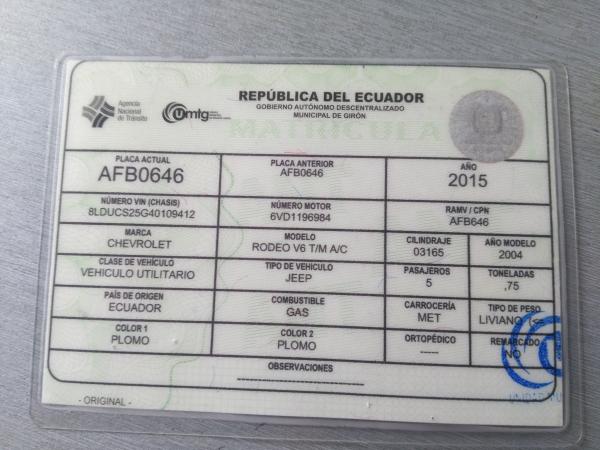 REPÚBLICA DEL ECUADOR
GOBIERNO AUTÓNOMO DESCENTRALIZADO
MUNICIPAL DE GIRÓN
Agencia
Nacional
de Tránsito
umtg
MATRÍCULA
PLACA ACTUAL
AFB0646
PLACA ANTERIOR
AFB0646
AÑO
2015
NÚMERO VIN (CHASIS)
8LDUCS25G40109412
NÚMERO MOTOR
6VD1196984
RAMV / CPN
AFB646
MARCA
CHEVROLET
MODELO
RODEO V6 T/M A/C
CILINDRAJE
03165
AÑO MODELO
2004
CLASE DE VEHÍCULO
VEHICULO UTILITARIO
TIPO DE VEHÍCULO
JEEP
PASAJEROS
5
TONELADAS
,75
PAÍS DE ORIGEN
ECUADOR
COMBUSTIBLE
GAS
CARROCERÍA
MET
TIPO DE PESO
LIVIANO
COLOR 1
PLOMO
COLOR 2
PLOMO
ORTOPÉDICO
-----
REMARCADO
NO
OBSERVACIONES
--------------------------------
- ORIGINAL -